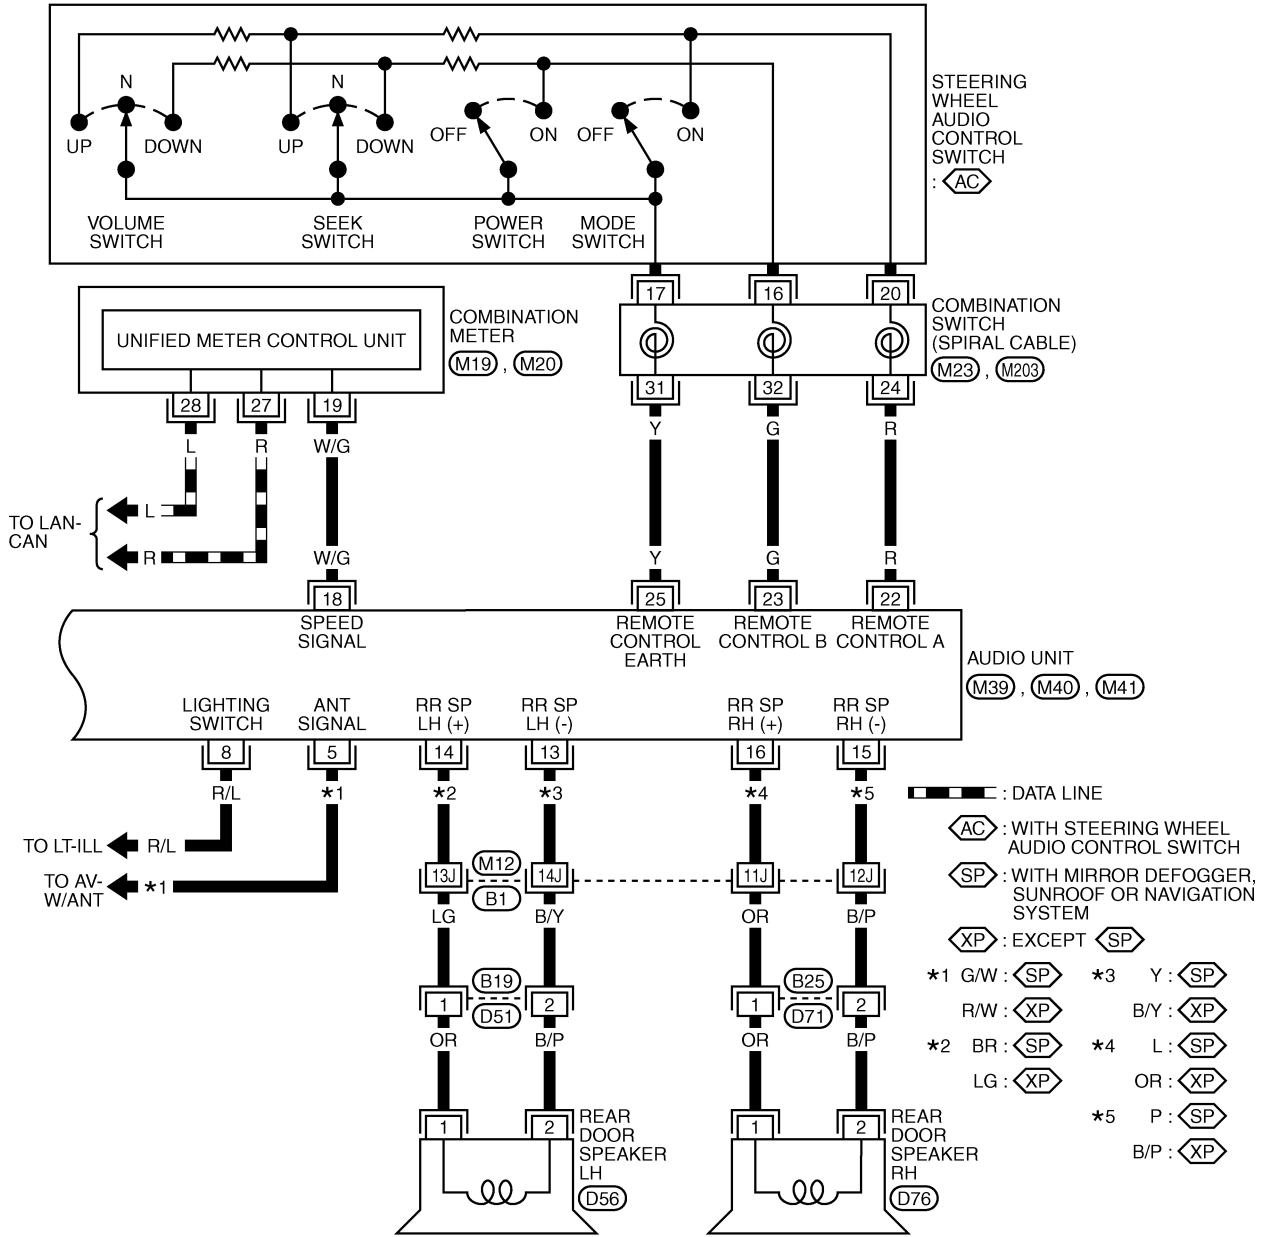 N
N
UP
DOWN
UP
DOWN
OFF
ON
OFF
ON
VOLUME
SWITCH
SEEK
SWITCH
POWER
SWITCH
MODE
SWITCH
STEERING
WHEEL
AUDIO
CONTROL
SWITCH
: AC
17
16
20
COMBINATION
SWITCH
(SPIRAL CABLE)
M23 , M203
31
32
24
UNIFIED METER CONTROL UNIT
COMBINATION
METER
M19 , M20
28
27
19
L
R
W/G
Y
G
R
TO LAN-
CAN
L
R
W/G
Y
G
R
18
25
23
22
SPEED
SIGNAL
REMOTE
CONTROL
EARTH
REMOTE
CONTROL B
REMOTE
CONTROL A
AUDIO UNIT
M39 , M40 , M41
LIGHTING
SWITCH
ANT
SIGNAL
RR SP
LH (+)
RR SP
LH (-)
RR SP
RH (+)
RR SP
RH (-)
8
5
14
13
16
15
R/L
*1
*2
*3
*4
*5
TO LT-ILL
R/L
TO AV-
W/ANT
*1
13J
M12
B1
14J
11J
12J
LG
B/Y
OR
B/P
1
B19
D51
2
1
B25
D71
2
OR
B/P
OR
B/P
1
2
1
2
REAR
DOOR
SPEAKER
LH
D56
REAR
DOOR
SPEAKER
RH
D76
: DATA LINE
AC : WITH STEERING WHEEL
AUDIO CONTROL SWITCH
SP : WITH MIRROR DEFOGGER,
SUNROOF OR NAVIGATION
SYSTEM
XP : EXCEPT SP
*1 G/W : SP
R/W : XP
*2 BR : SP
LG : XP
*3 Y : SP
B/Y : XP
*4 L : SP
OR : XP
*5 P : SP
B/P : XP